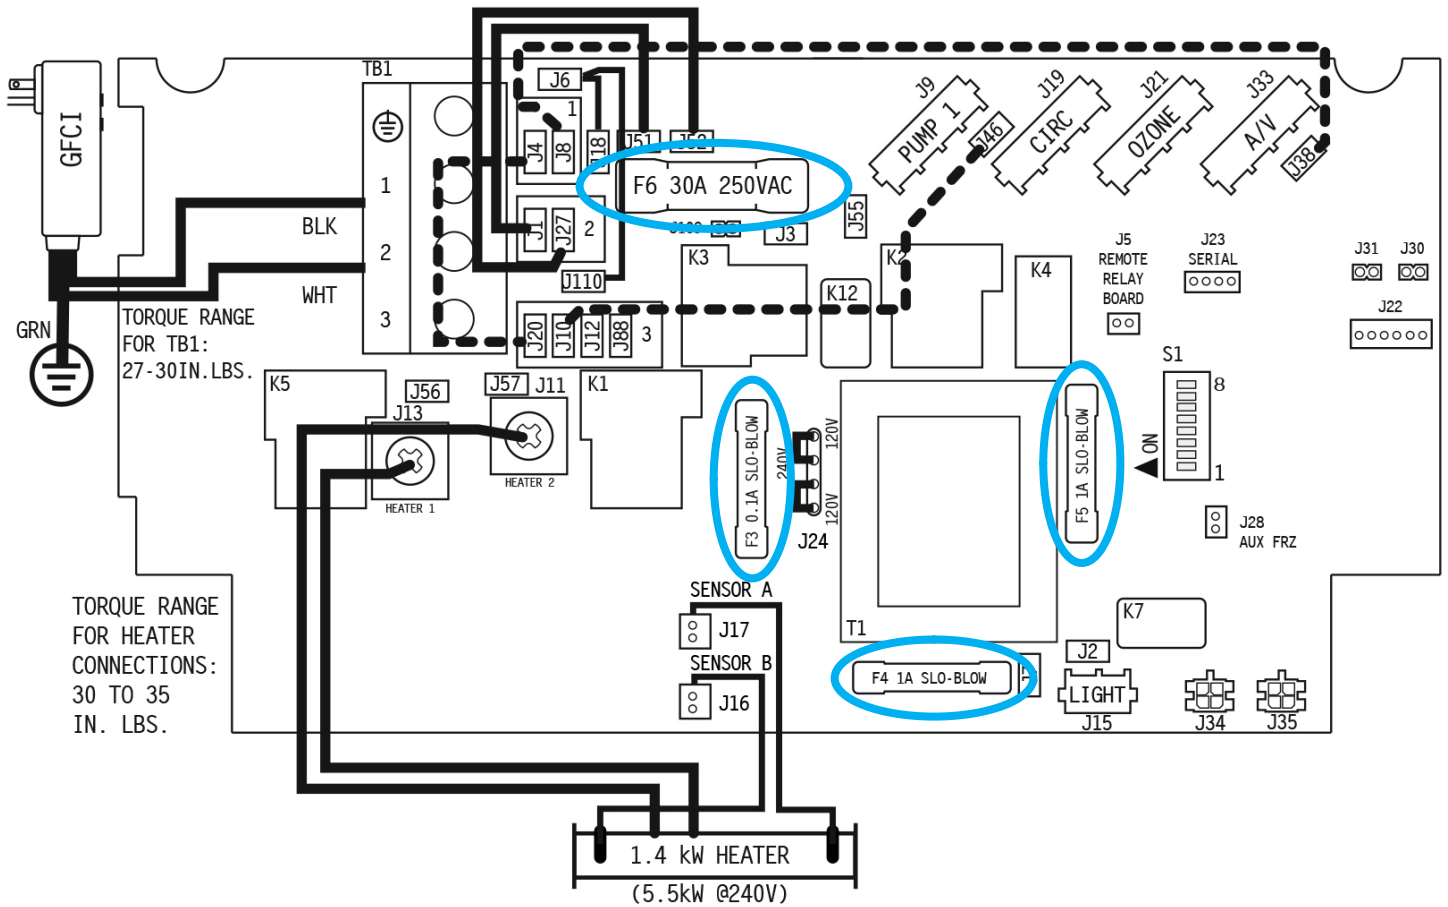 GFCI
BLK
WHT
GRN
TORQUE RANGE
FOR TB1:
27-30IN.LBS.
TB1
1
2
3
J6
1
J4
J8
J18
J51
J52
F6 30A 250VAC
J1
J27
2
J110
J3
J55
J20
J10
J12
J88
3
J9
PUMP 1
J46
J19
CIRC
J21
OZONE
J33
A/V
J38
K3
K12
K2
K4
J5
REMOTE
RELAY
BOARD
J23
SERIAL
J31
J30
J22
S1
8
1
ON
K5
J56
J13
HEATER 1
J57
J11
HEATER 2
K1
F3 0.1A SLO-BLOW
120V
240V
120V
J24
T1
F5 1A SLO-BLOW
J28
AUX FRZ
K7
TORQUE RANGE
FOR HEATER
CONNECTIONS:
30 TO 35
IN. LBS.
SENSOR A
J17
SENSOR B
J16
F4 1A SLO-BLOW
J2
LIGHT
J15
J34
J35
1.4 kW HEATER
(5.5kW @240V)